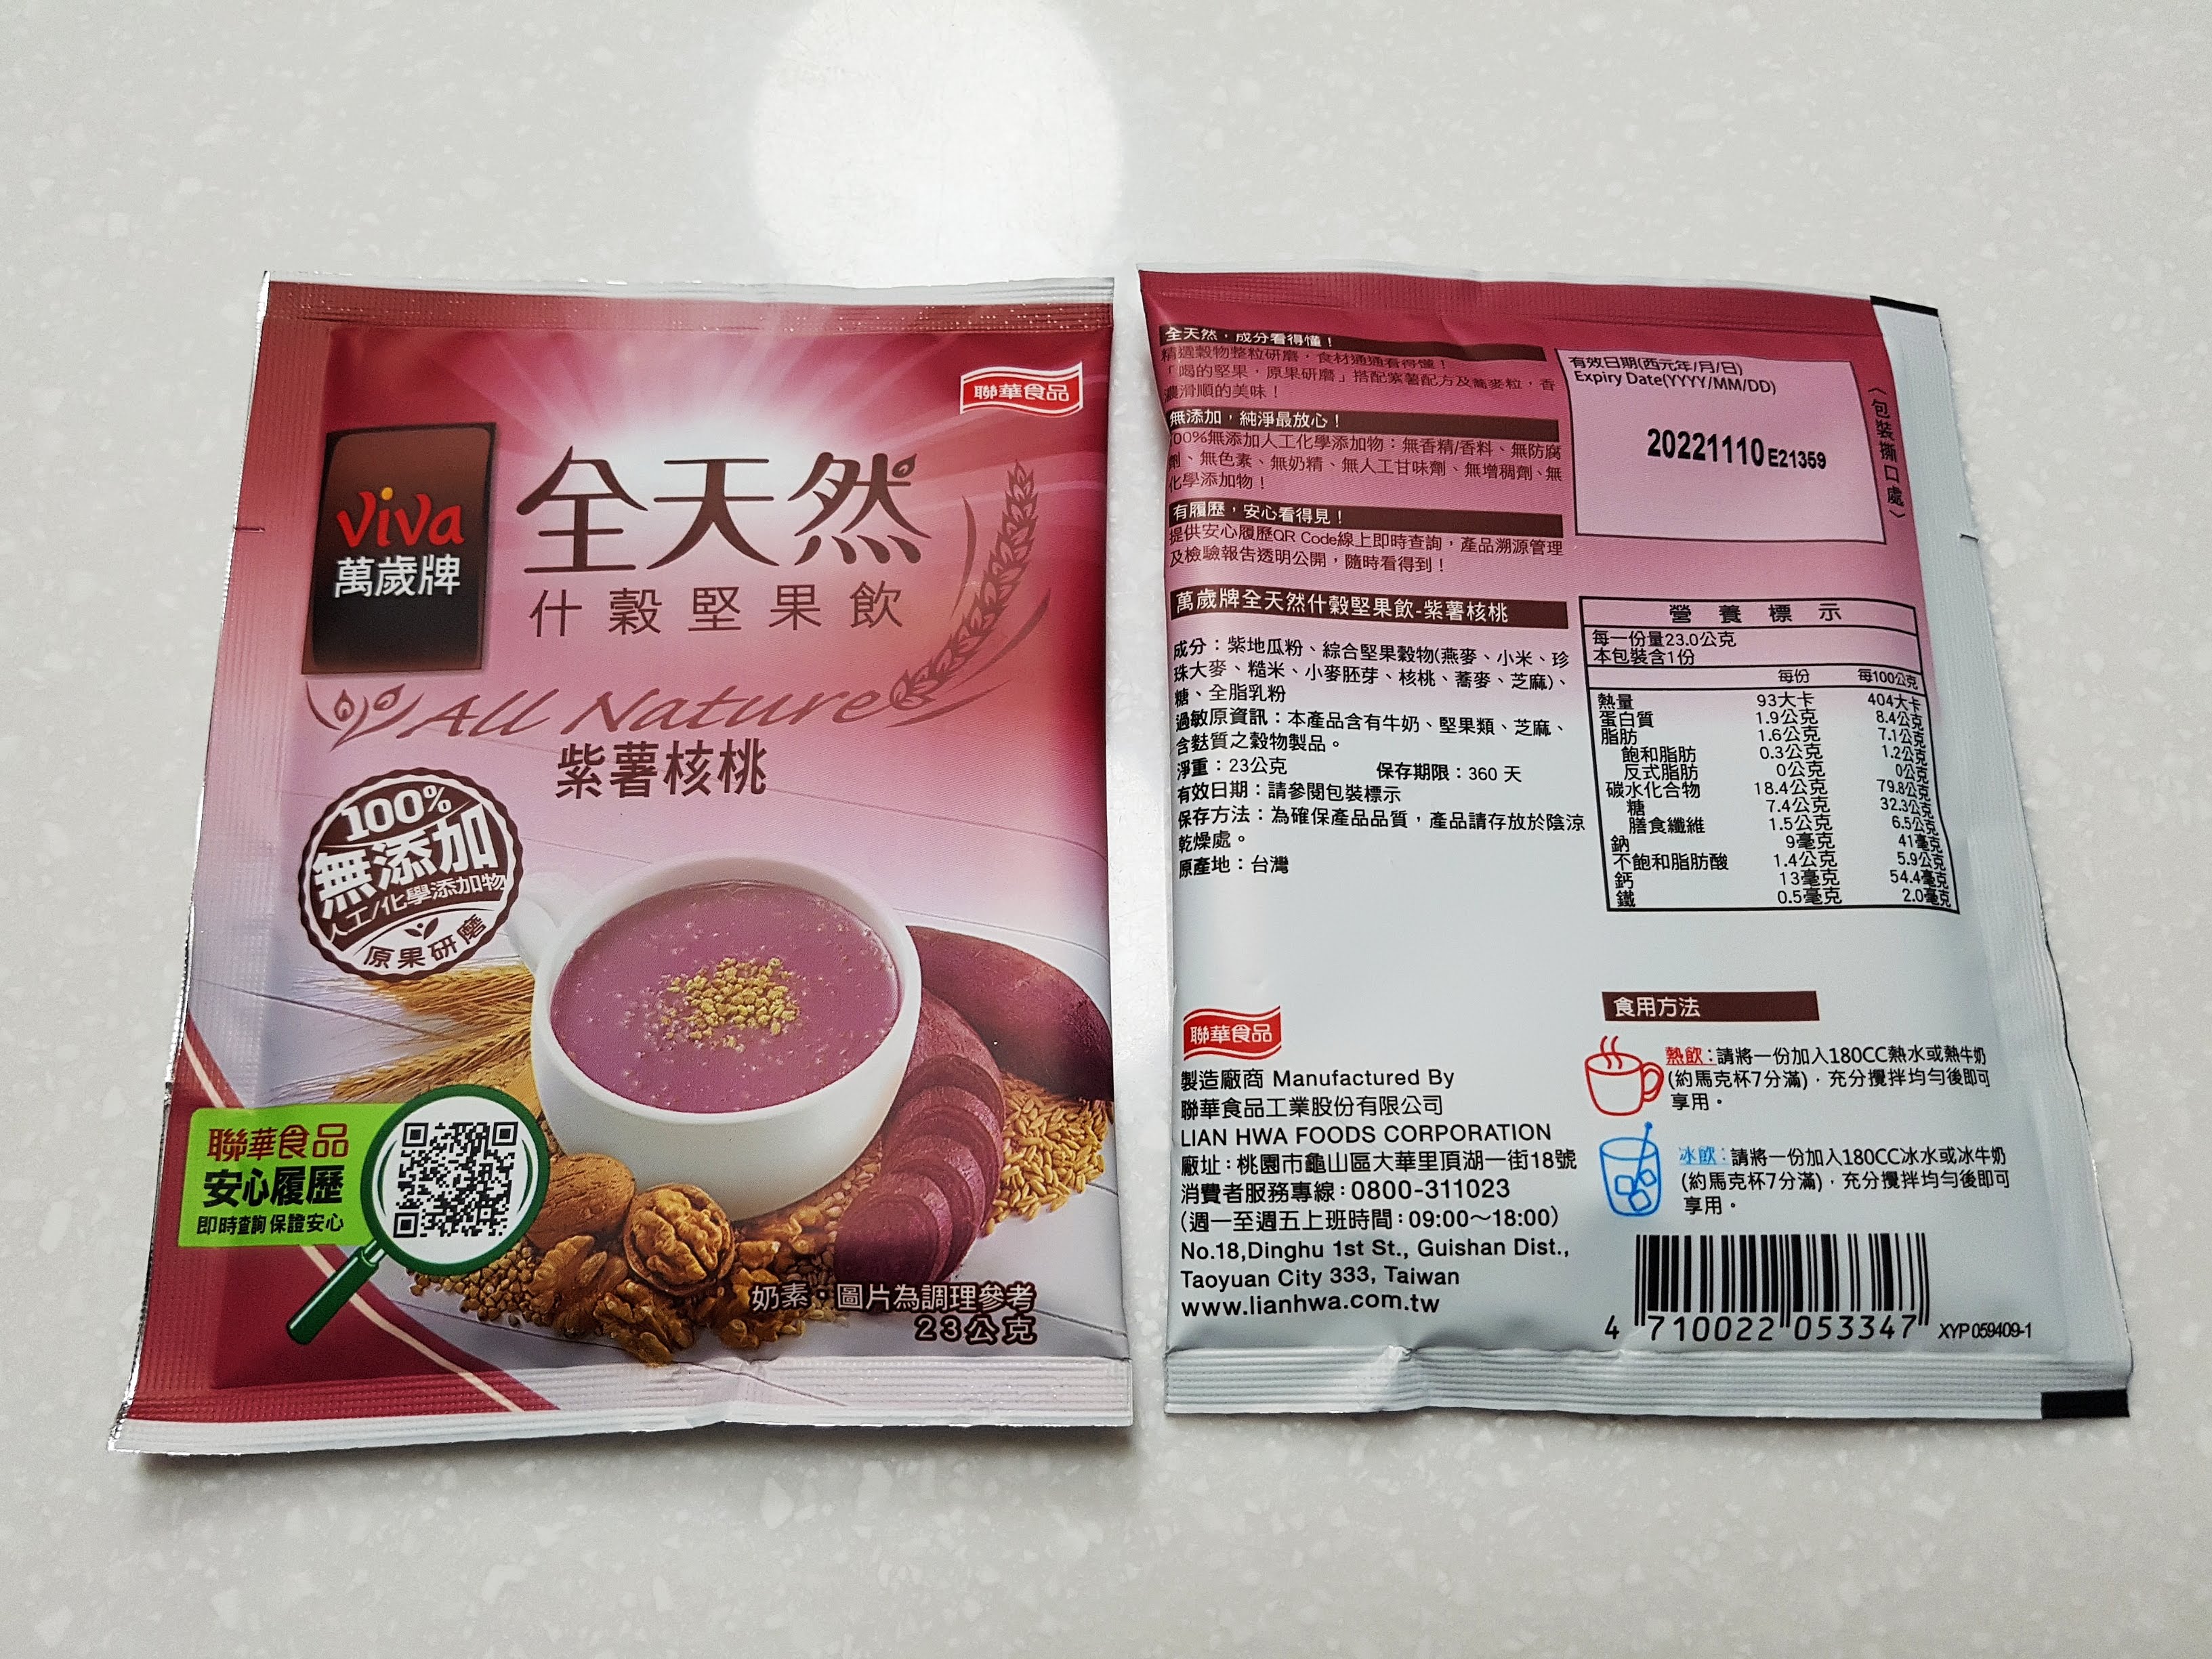 聯華食品
viva
萬歲牌
全天然
什穀堅果飲
All Nature
紫薯核桃
100%
無添加
人工/化學添加物
原果研磨
聯華食品
安心履歷
即時查詢 保證安心
奶素・圖片為調理參考
23公克
全天然，成分看得懂！
精選穀物整粒研磨，食材通通看得懂！
「喝的堅果，原果研磨」搭配紫薯配方及蕎麥粒，香
濃滑順的美味！
無添加，純淨最放心！
100%無添加人工化學添加物：無香精/香料、無防腐
劑、無色素、無奶精、無人工甘味劑、無增稠劑、無
化學添加物！
有履歷，安心看得見！
提供安心履歷QR Code線上即時查詢，產品溯源管理
及檢驗報告透明公開，隨時看得到！
萬歲牌全天然什穀堅果飲-紫薯核桃
成分：紫地瓜粉、綜合堅果穀物(燕麥、小米、珍
珠大麥、糙米、小麥胚芽、核桃、蕎麥、芝麻)、
糖、全脂乳粉
過敏原資訊：本產品含有牛奶、堅果類、芝麻、
含麩質之穀物製品。
淨重：23公克 保存期限：360 天
有效日期：請參閱包裝標示
保存方法：為確保產品品質，產品請存放於陰涼
乾燥處。
原產地：台灣
聯華食品
製造廠商 Manufactured By
聯華食品工業股份有限公司
LIAN HWA FOODS CORPORATION
廠址：桃園市龜山區大華里頂湖一街18號
消費者服務專線：0800-311023
(週一至週五上班時間：09:00～18:00)
No.18,Dinghu 1st St., Guishan Dist.,
Taoyuan City 333, Taiwan
www.lianhwa.com.tw
有效日期(西元年/月/日)
Expiry Date(YYYY/MM/DD)
20221110 E21359
〈包裝撕口處〉
營養標示
每一份量23.0公克
本包裝含1份
每份 每100公克
熱量 93大卡 404大卡
蛋白質 1.9公克 8.4公克
脂肪 1.6公克 7.1公克
飽和脂肪 0.3公克 1.2公克
反式脂肪 0公克 0公克
碳水化合物 18.4公克 79.8公克
糖 7.4公克 32.3公克
膳食纖維 1.5公克 6.5公克
鈉 9毫克 41毫克
不飽和脂肪酸 1.4公克 5.9公克
鈣 13毫克 54.4毫克
鐵 0.5毫克 2.0毫克
食用方法
熱飲：請將一份加入180CC熱水或熱牛奶
(約馬克杯7分滿)，充分攪拌均勻後即可
享用。
冰飲：請將一份加入180CC冰水或冰牛奶
(約馬克杯7分滿)，充分攪拌均勻後即可
享用。
4 710022 053347
XYP 059409-1